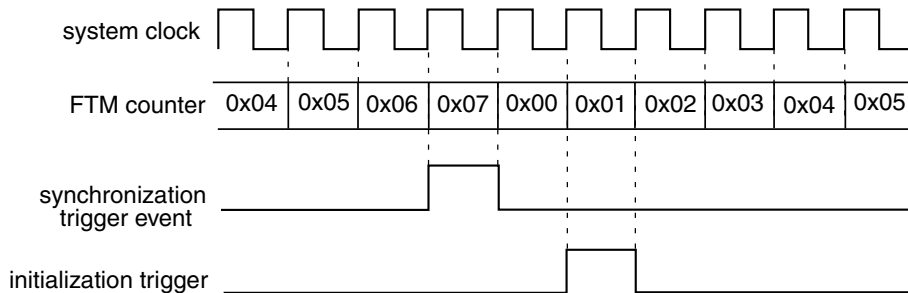 system clock
FTM counter
0x04 0x05 0x06 0x07 0x00 0x01 0x02 0x03 0x04 0x05
synchronization
trigger event
initialization trigger